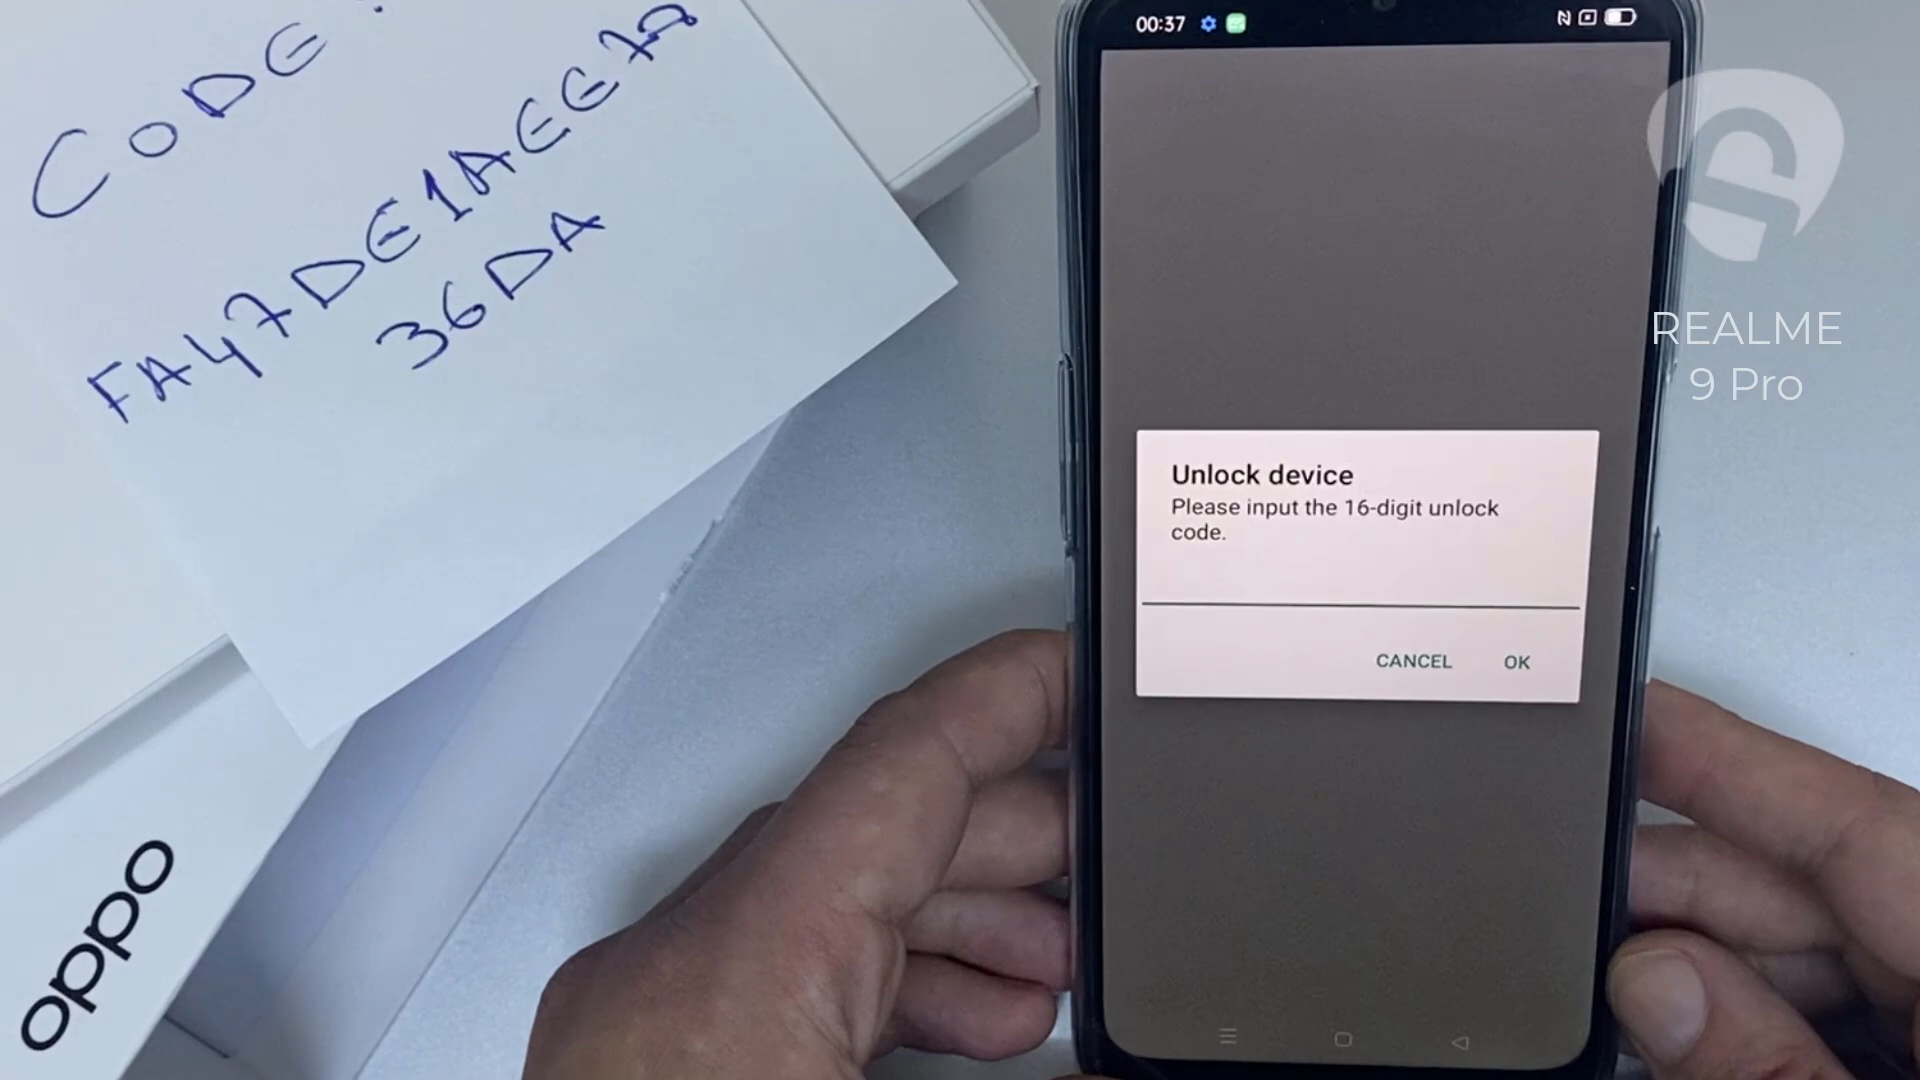 CODE:
FA47DE1AEE78
36DA
oppo
00:37
Unlock device
Please input the 16-digit unlock
code.
CANCEL OK
REALME
9 Pro